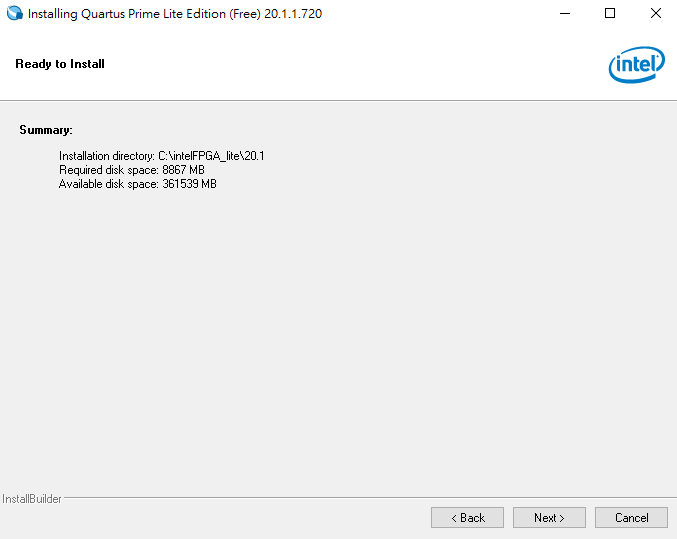 Installing Quartus Prime Lite Edition (Free) 20.1.1.720
Ready to Install
intel
Summary:
Installation directory: C:\intelFPGA_lite\20.1
Required disk space: 8867 MB
Available disk space: 361539 MB
InstallBuilder
< Back
Next >
Cancel